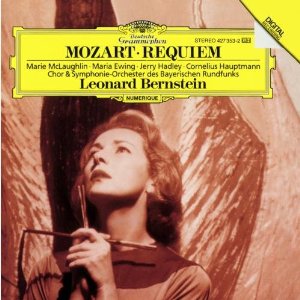 Deutsche
Grammophon
STEREO 427 353-2
DIGITAL
MOZART·REQUIEM
Marie McLaughlin · Maria Ewing · Jerry Hadley · Cornelius Hauptmann
Chor & Symphonie-Orchester des Bayerischen Rundfunks
Leonard Bernstein
NUMERIQUE